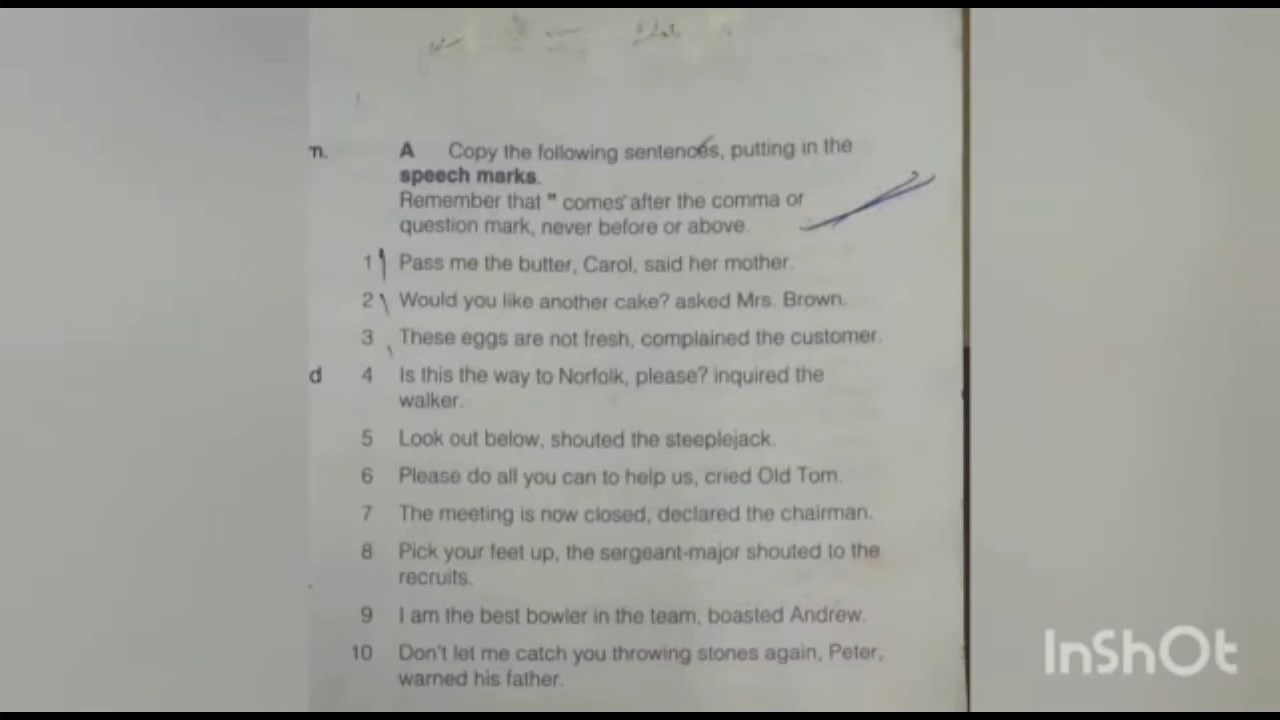 n.
A Copy the following sentences, putting in the
speech marks.
Remember that " comes after the comma or
question mark, never before or above.
1 Pass me the butter, Carol, said her mother.
2 Would you like another cake? asked Mrs. Brown.
3 These eggs are not fresh, complained the customer.
d 4 Is this the way to Norfolk, please? inquired the
walker.
5 Look out below, shouted the steeplejack.
6 Please do all you can to help us, cried Old Tom.
7 The meeting is now closed, declared the chairman.
8 Pick your feet up, the sergeant-major shouted to the
recruits.
9 I am the best bowler in the team, boasted Andrew.
10 Don't let me catch you throwing stones again, Peter,
warned his father.
InShOt